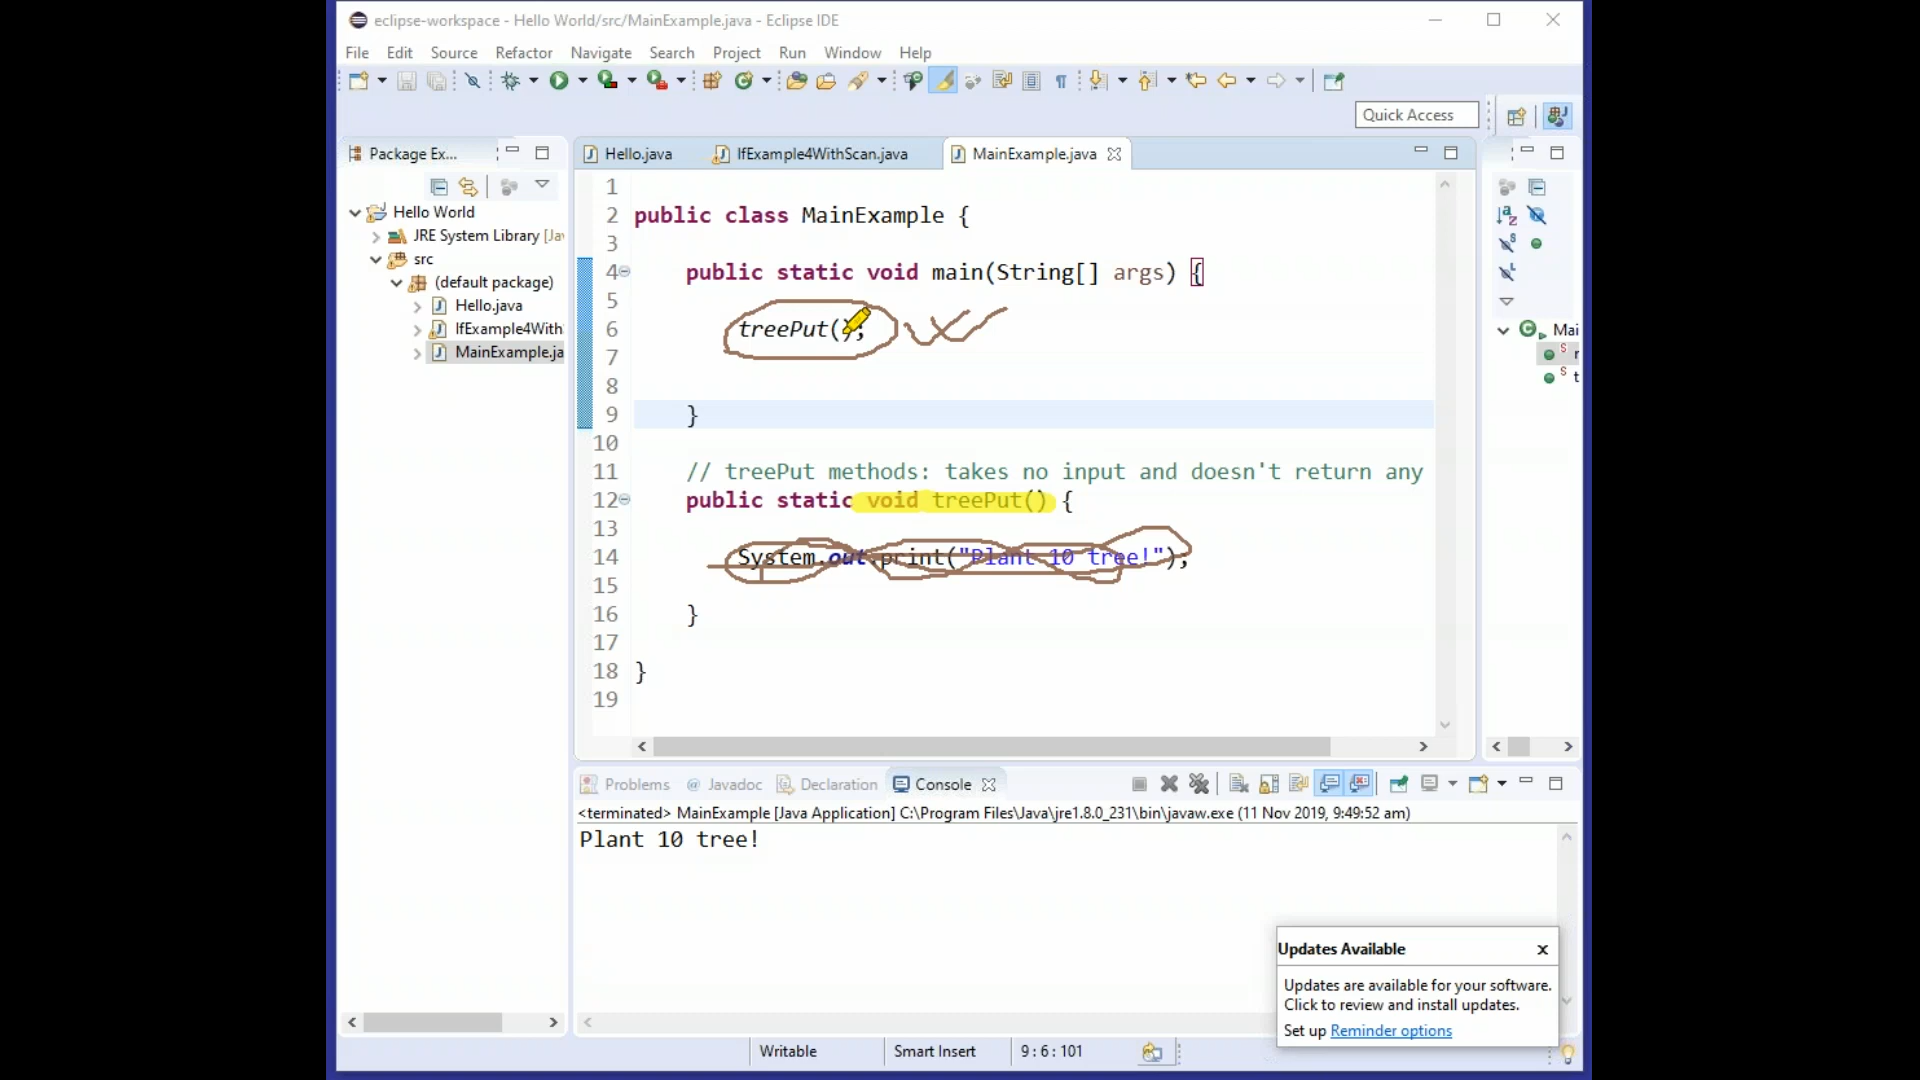 eclipse-workspace - Hello World/src/MainExample.java - Eclipse IDE
File Edit Source Refactor Navigate Search Project Run Window Help
Quick Access
Package Ex...
Hello.java IfExample4WithScan.java MainExample.java
Hello World
JRE System Library [Jav
src
(default package)
Hello.java
IfExample4With
MainExample.ja
1
2 public class MainExample {
3
4 public static void main(String[] args) {
5
6 treePut();
7
8
9 }
10
11 // treePut methods: takes no input and doesn't return any
12 public static void treePut() {
13
14 System.out.print("Plant 10 tree!");
15
16 }
17
18 }
19
Mai
Problems @ Javadoc Declaration Console
<terminated> MainExample [Java Application] C:\Program Files\Java\jre1.8.0_231\bin\javaw.exe (11 Nov 2019, 9:49:52 am)
Plant 10 tree!
Updates Available x
Updates are available for your software.
Click to review and install updates.
Set up Reminder options
Writable Smart Insert 9 : 6 : 101